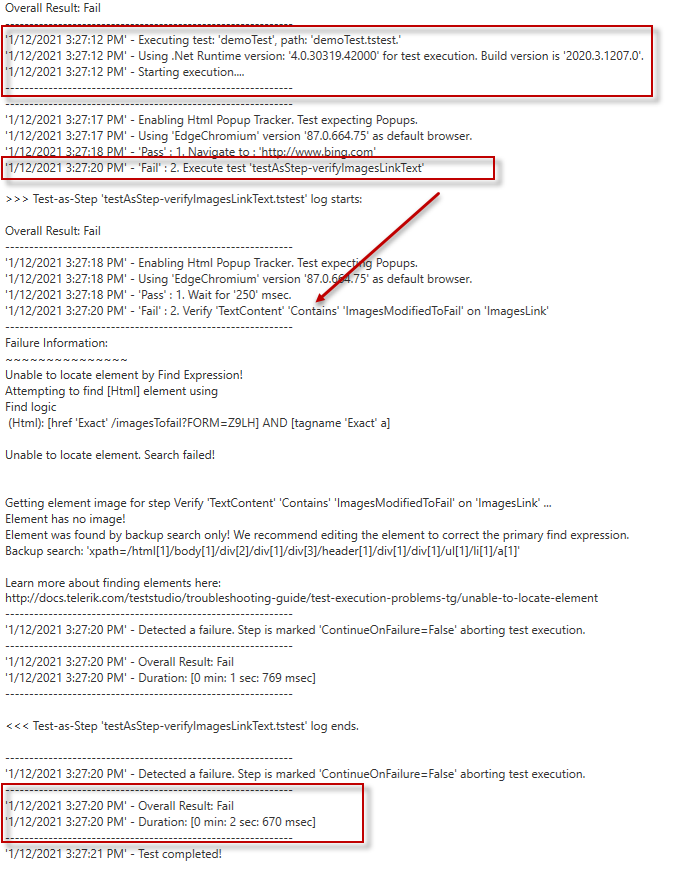 Overall Result: Fail
------------------------------------------------------------
'1/12/2021 3:27:12 PM' - Executing test: 'demoTest', path: 'demoTest.tstest.'
'1/12/2021 3:27:12 PM' - Using .Net Runtime version: '4.0.30319.42000' for test execution. Build version is '2020.3.1207.0'.
'1/12/2021 3:27:12 PM' - Starting execution....
------------------------------------------------------------
------------------------------------------------------------
'1/12/2021 3:27:17 PM' - Enabling Html Popup Tracker. Test expecting Popups.
'1/12/2021 3:27:17 PM' - Using 'EdgeChromium' version '87.0.664.75' as default browser.
'1/12/2021 3:27:18 PM' - 'Pass' : 1. Navigate to : 'http://www.bing.com'
'1/12/2021 3:27:20 PM' - 'Fail' : 2. Execute test 'testAsStep-verifyImagesLinkText'
>>> Test-as-Step 'testAsStep-verifyImagesLinkText.tstest' log starts:
Overall Result: Fail
------------------------------------------------------------
'1/12/2021 3:27:18 PM' - Enabling Html Popup Tracker. Test expecting Popups.
'1/12/2021 3:27:18 PM' - Using 'EdgeChromium' version '87.0.664.75' as default browser.
'1/12/2021 3:27:18 PM' - 'Pass' : 1. Wait for '250' msec.
'1/12/2021 3:27:20 PM' - 'Fail' : 2. Verify 'TextContent' 'Contains' 'ImagesModifiedToFail' on 'ImagesLink'
------------------------------------------------------------
Failure Information:
~~~~~~~~~~~~~~~
Unable to locate element by Find Expression!
Attempting to find [Html] element using
Find logic
(Html): [href 'Exact' /imagesTofail?FORM=Z9LH] AND [tagname 'Exact' a]
Unable to locate element. Search failed!
Getting element image for step Verify 'TextContent' 'Contains' 'ImagesModifiedToFail' on 'ImagesLink' ...
Element has no image!
Element was found by backup search only! We recommend editing the element to correct the primary find expression.
Backup search: 'xpath=/html[1]/body[1]/div[2]/div[1]/div[3]/header[1]/div[1]/div[1]/ul[1]/li[1]/a[1]'
Learn more about finding elements here:
http://docs.telerik.com/teststudio/troubleshooting-guide/test-execution-problems-tg/unable-to-locate-element
------------------------------------------------------------
'1/12/2021 3:27:20 PM' - Detected a failure. Step is marked 'ContinueOnFailure=False' aborting test execution.
------------------------------------------------------------
'1/12/2021 3:27:20 PM' - Overall Result: Fail
'1/12/2021 3:27:20 PM' - Duration: [0 min: 1 sec: 769 msec]
------------------------------------------------------------
<<< Test-as-Step 'testAsStep-verifyImagesLinkText.tstest' log ends.
------------------------------------------------------------
'1/12/2021 3:27:20 PM' - Detected a failure. Step is marked 'ContinueOnFailure=False' aborting test execution.
------------------------------------------------------------
'1/12/2021 3:27:20 PM' - Overall Result: Fail
'1/12/2021 3:27:20 PM' - Duration: [0 min: 2 sec: 670 msec]
------------------------------------------------------------
'1/12/2021 3:27:21 PM' - Test completed!